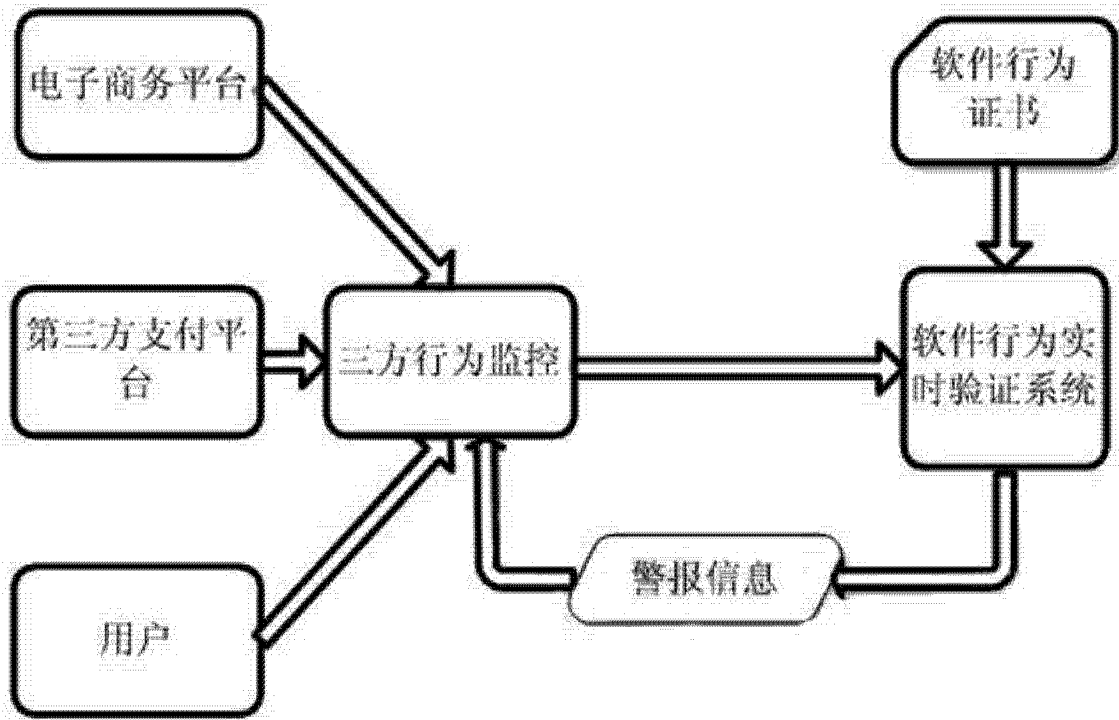 电子商务平台
软件行为
证书
第三方支付平
台
三方行为监控
软件行为实
时验证系统
警报信息
用户